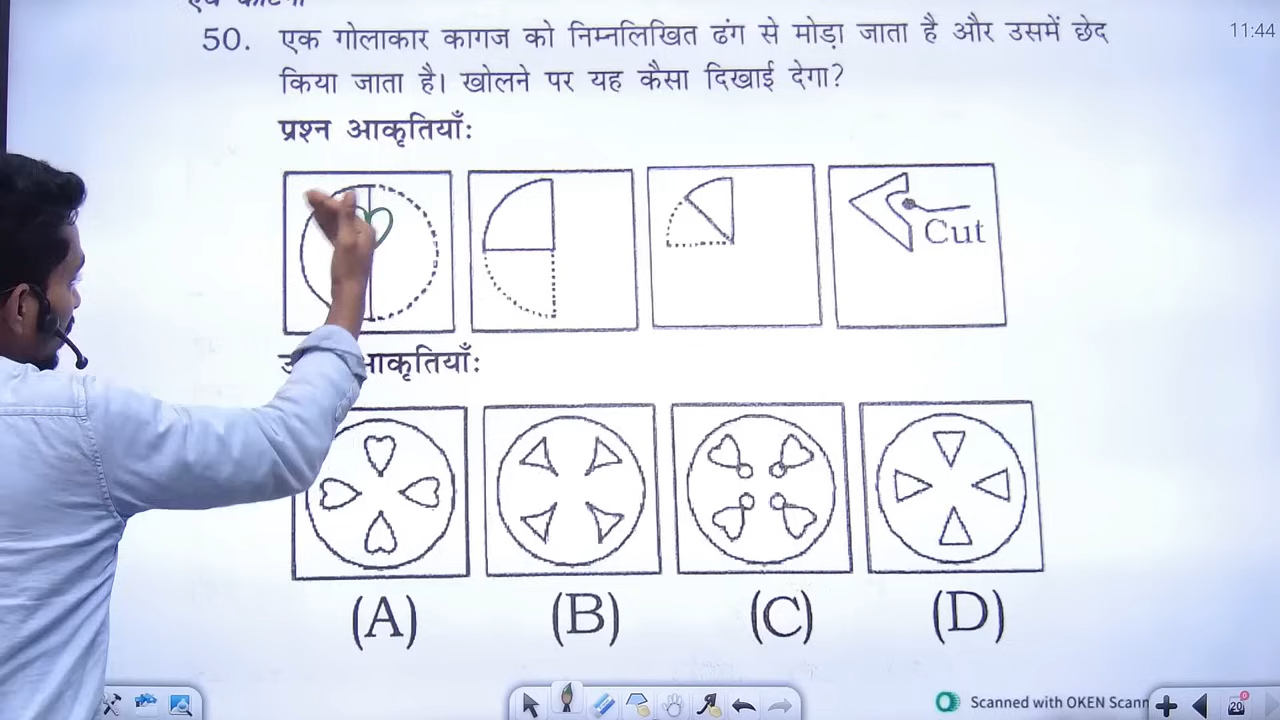 50. एक गोलाकार कागज को निम्नलिखित ढंग से मोड़ा जाता है और उसमें छेद
किया जाता है। खोलने पर यह कैसा दिखाई देगा?
प्रश्न आकृतियाँ:
Cut
आकृतियाँ:
(A) (B) (C) (D)
11:44
Scanned with OKEN Scann
20